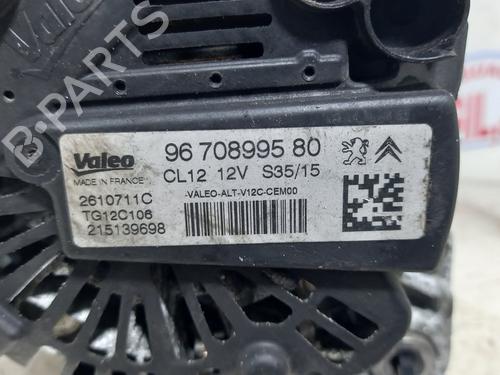 Valeo
B-PARTS
Valeo
MADE IN FRANCE
96 708995 80
CL12 12V S35/15
-VALEO-ALT-V12C-CEM00
2610711C
TG12C106
215139698